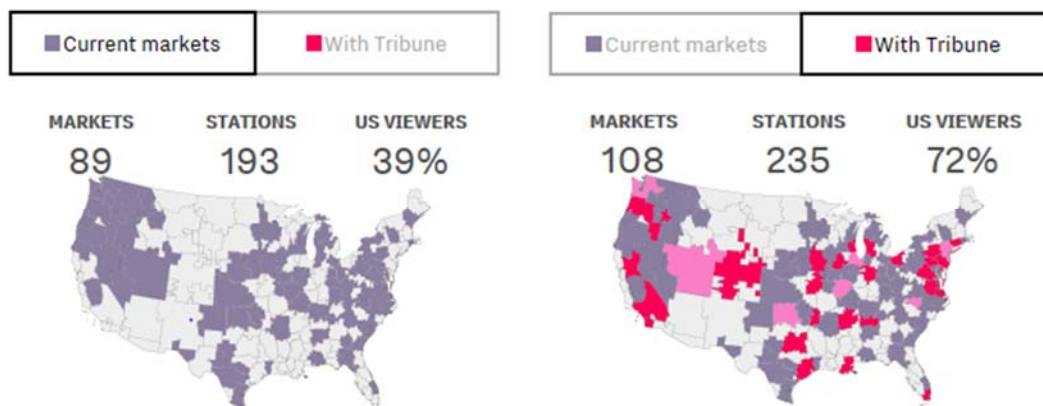 Current markets
With Tribune
MARKETS STATIONS US VIEWERS
89 193 39%
Current markets
With Tribune
MARKETS STATIONS US VIEWERS
108 235 72%